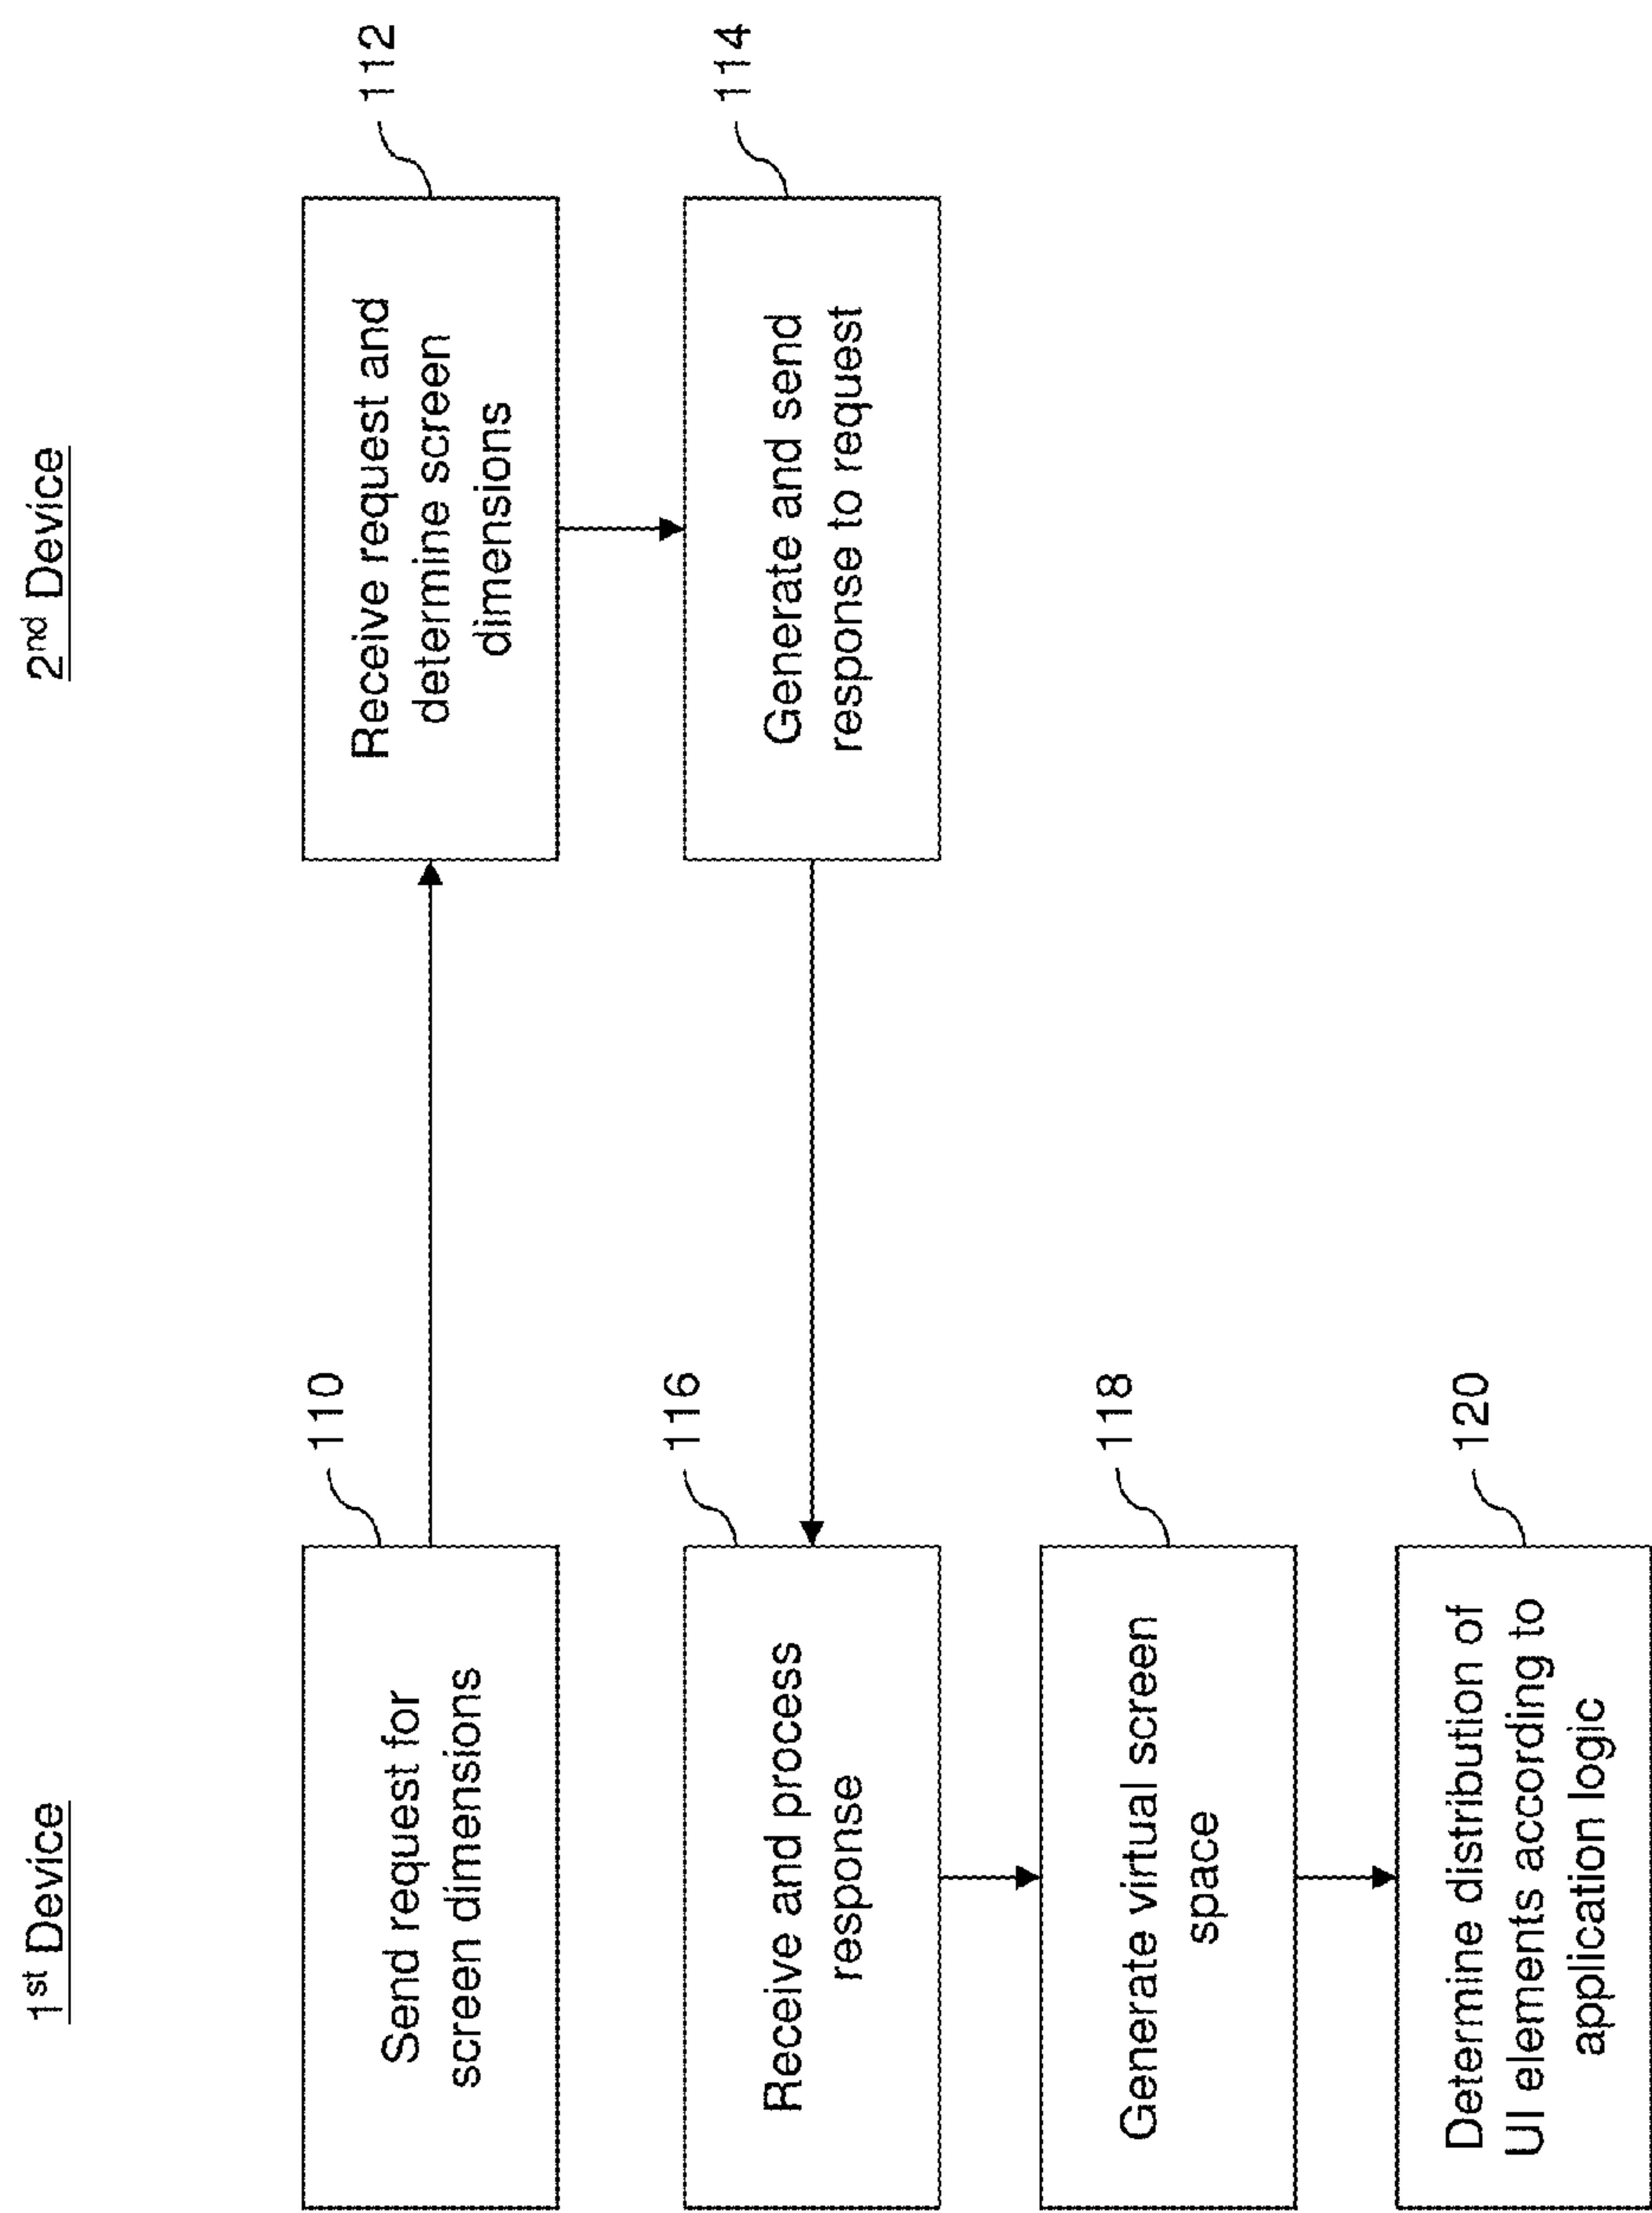 1st Device
2nd Device
110
Send request for
screen dimensions
112
Receive request and
determine screen
dimensions
114
Generate and send
response to request
116
Receive and process
response
118
Generate virtual screen
space
120
Determine distribution of
UI elements according to
application logic